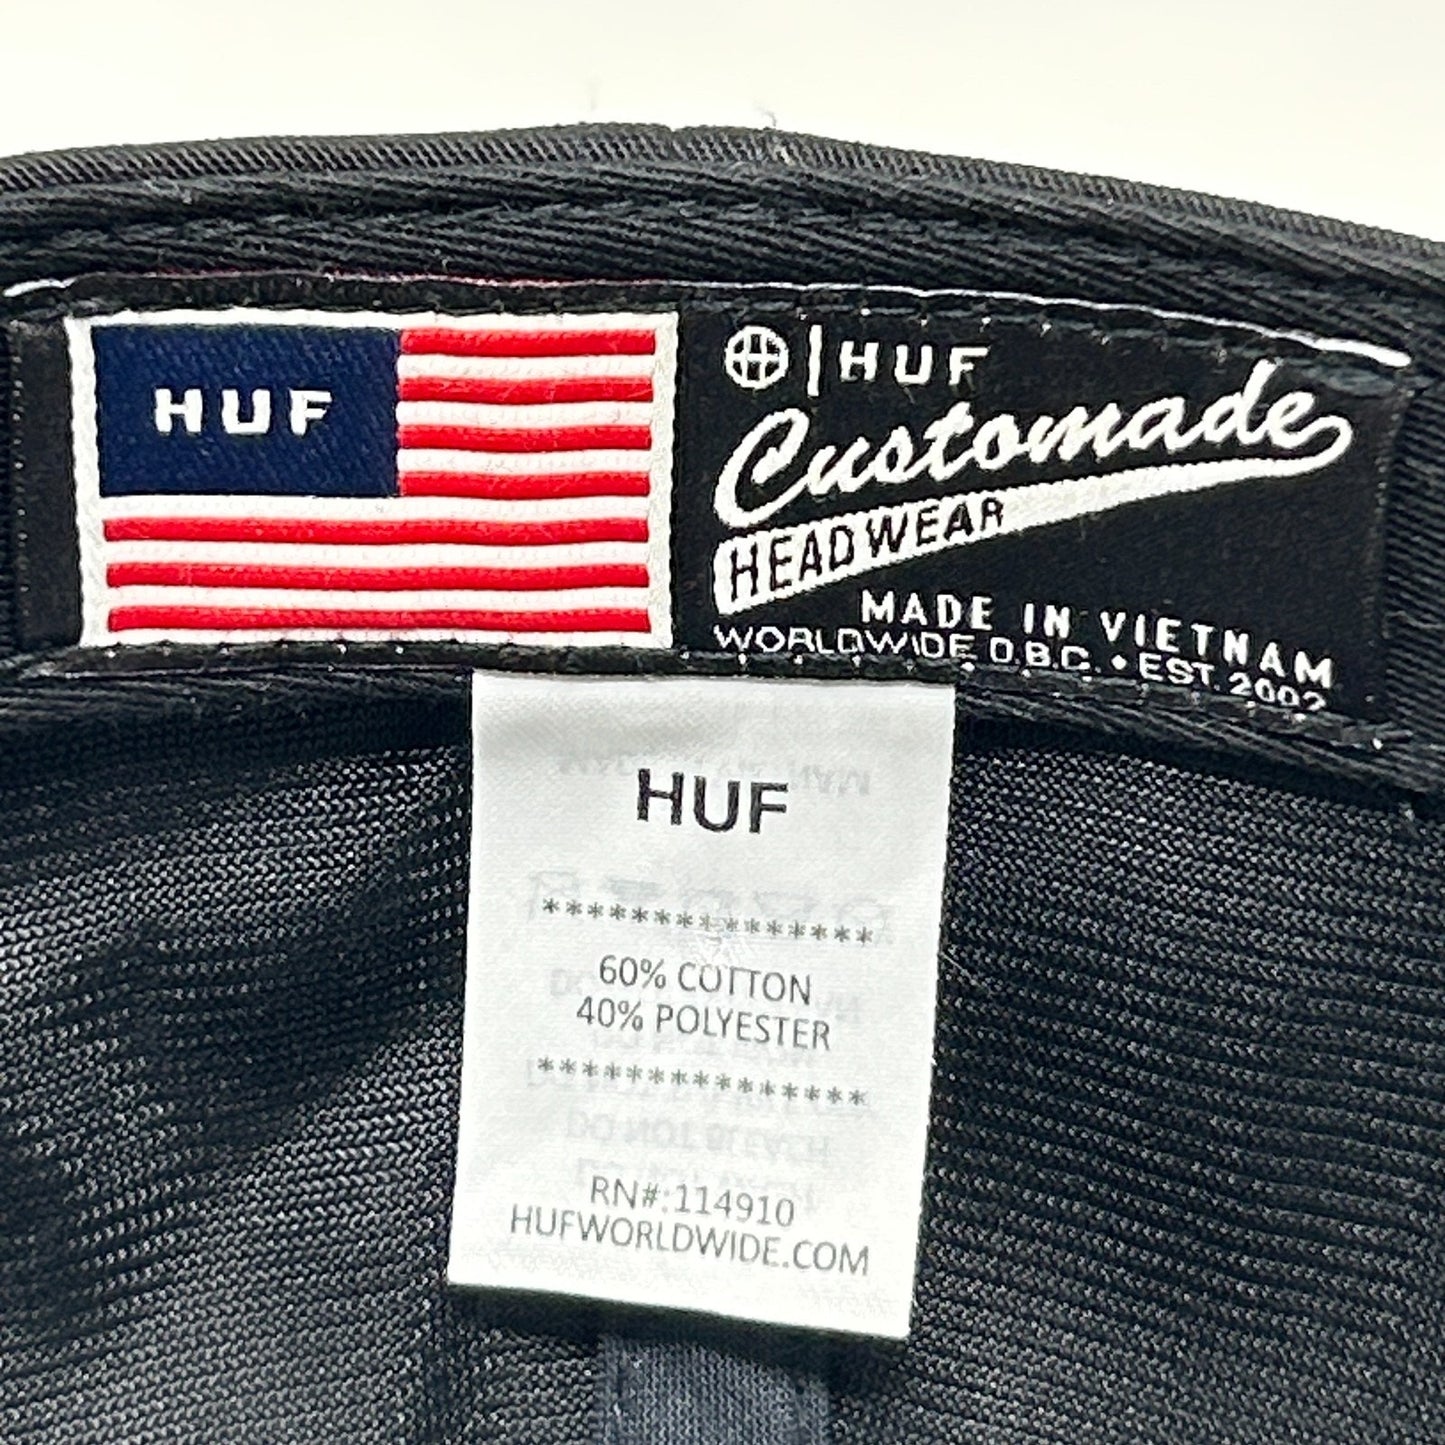 HUF
HUF
Customade
HEADWEAR
MADE IN VIETNAM
WORLDWIDE D.B.C. • EST. 2002
HUF
***************
60% COTTON
40% POLYESTER
***************
RN#:114910
HUFWORLDWIDE.COM